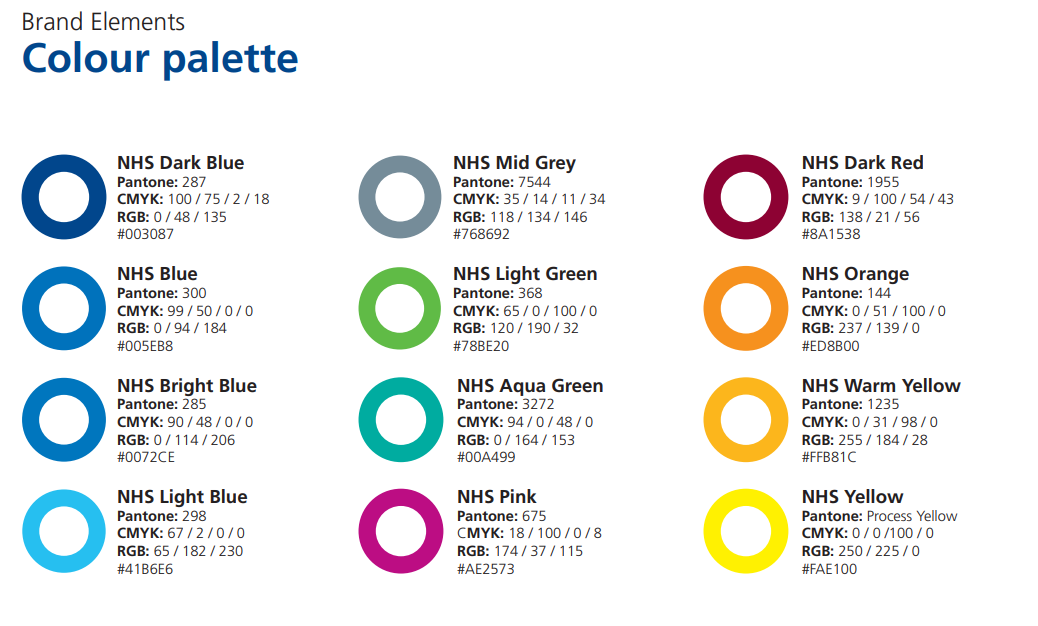 Brand Elements
Colour palette
NHS Dark Blue
Pantone: 287
CMYK: 100 / 75 / 2 / 18
RGB: 0 / 48 / 135
#003087
NHS Blue
Pantone: 300
CMYK: 99 / 50 / 0 / 0
RGB: 0 / 94 / 184
#005EB8
NHS Bright Blue
Pantone: 285
CMYK: 90 / 48 / 0 / 0
RGB: 0 / 114 / 206
#0072CE
NHS Light Blue
Pantone: 298
CMYK: 67 / 2 / 0 / 0
RGB: 65 / 182 / 230
#41B6E6
NHS Mid Grey
Pantone: 7544
CMYK: 35 / 14 / 11 / 34
RGB: 118 / 134 / 146
#768692
NHS Light Green
Pantone: 368
CMYK: 65 / 0 / 100 / 0
RGB: 120 / 190 / 32
#78BE20
NHS Aqua Green
Pantone: 3272
CMYK: 94 / 0 / 48 / 0
RGB: 0 / 164 / 153
#00A499
NHS Pink
Pantone: 675
CMYK: 18 / 100 / 0 / 8
RGB: 174 / 37 / 115
#AE2573
NHS Dark Red
Pantone: 1955
CMYK: 9 / 100 / 54 / 43
RGB: 138 / 21 / 56
#8A1538
NHS Orange
Pantone: 144
CMYK: 0 / 51 / 100 / 0
RGB: 237 / 139 / 0
#ED8B00
NHS Warm Yellow
Pantone: 1235
CMYK: 0 / 31 / 98 / 0
RGB: 255 / 184 / 28
#FFB81C
NHS Yellow
Pantone: Process Yellow
CMYK: 0 / 0 /100 / 0
RGB: 250 / 225 / 0
#FAE100